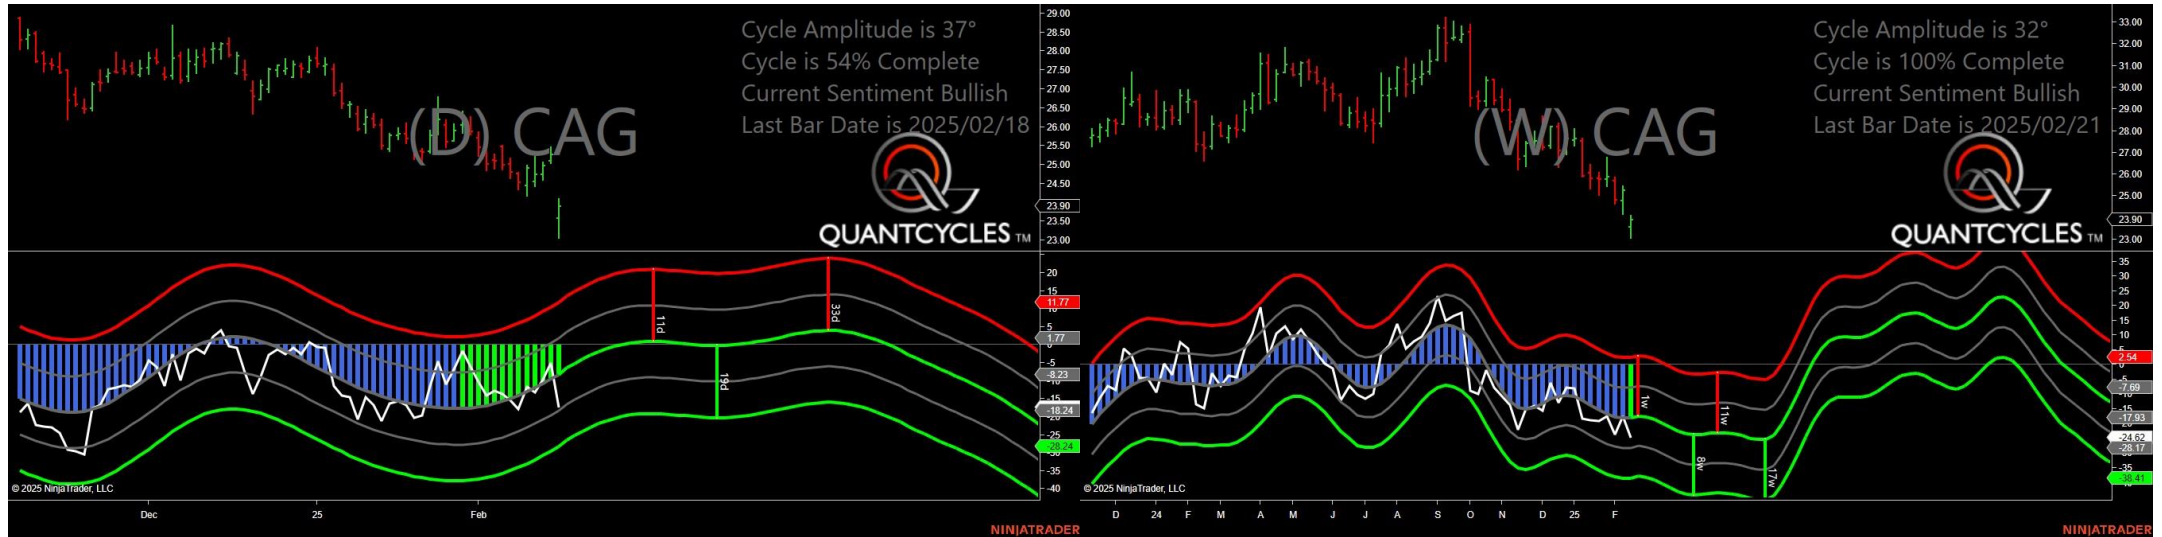 Cycle Amplitude is 37°
Cycle is 54% Complete
Current Sentiment Bullish
Last Bar Date is 2025/02/18
(D) CAG
QUANTCYCLES TM
29.00
28.50
28.00
27.50
27.00
26.50
26.00
25.50
25.00
24.50
23.90
23.50
23.00
20
15
11.77
5
1.77
0
-5
-8.23
-15
-18.24
-25
-28.24
-35
-40
11d
19d
33d
© 2025 NinjaTrader, LLC
Dec
25
Feb
NINJATRADER
Cycle Amplitude is 32°
Cycle is 100% Complete
Current Sentiment Bullish
Last Bar Date is 2025/02/21
(W) CAG
QUANTCYCLES TM
33.00
32.00
31.00
30.00
29.00
28.00
27.00
26.00
25.00
23.90
23.00
35
30
25
20
15
10
2.54
-7.69
-15
-17.93
-24.62
-28.17
-35
-38.41
1w
8w
11w
17w
© 2025 NinjaTrader, LLC
D
24
F
M
A
M
J
J
A
S
O
N
D
25
F
NINJATRADER